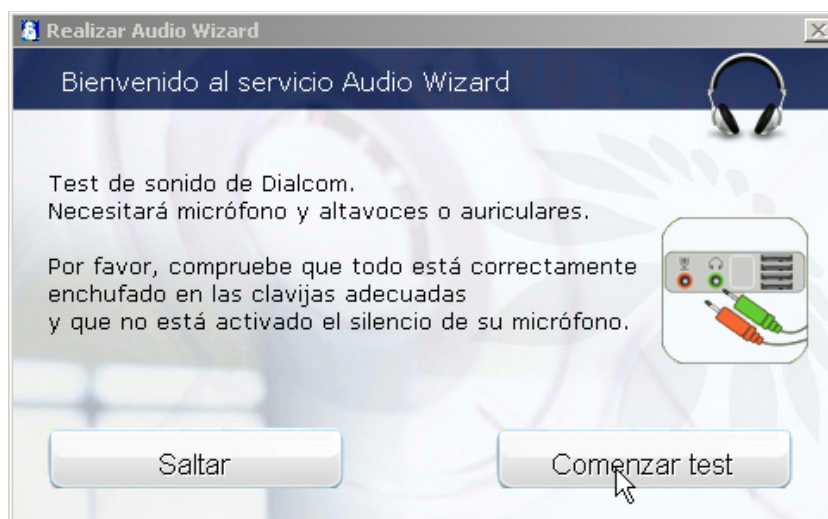 Realizar Audio Wizard
Bienvenido al servicio Audio Wizard
Test de sonido de Dialcom.
Necesitará micrófono y altavoces o auriculares.
Por favor, compruebe que todo está correctamente
enchufado en las clavijas adecuadas
y que no está activado el silencio de su micrófono.
Saltar
Comenzar test